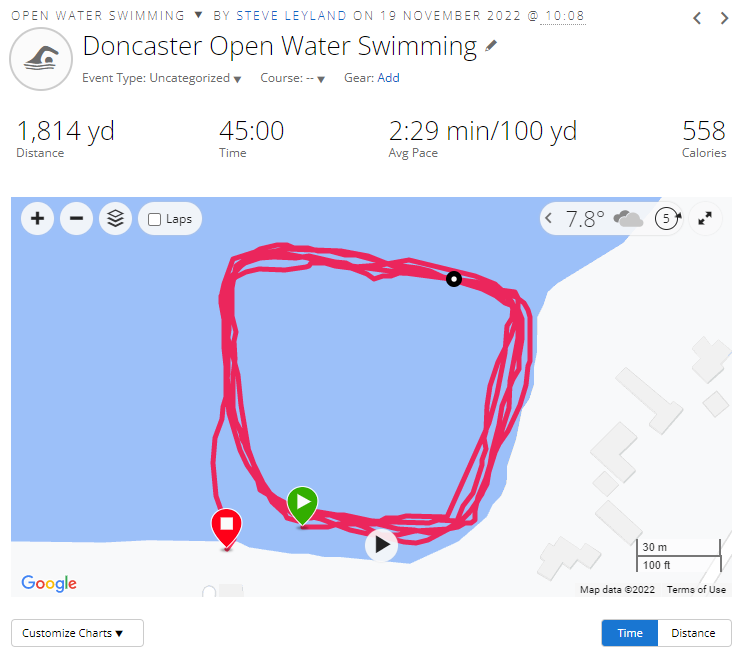 OPEN WATER SWIMMING ▼ BY STEVE LEYLAND ON 19 NOVEMBER 2022 @ 10:08
Doncaster Open Water Swimming
Event Type: Uncategorized ▼ Course: -- ▼ Gear: Add
1,814 yd 45:00 2:29 min/100 yd 558
Distance Time Avg Pace Calories
+ − Laps 7.8° 5
30 m
100 ft
Google Map data ©2022 Terms of Use
Customize Charts ▼ Time Distance